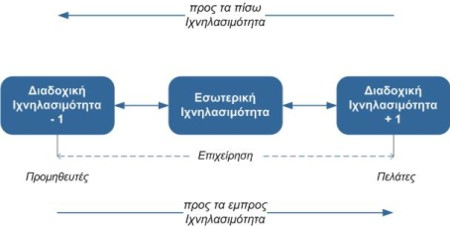 προς τα πίσω
Ιχνηλασιμότητα
Διαδοχική
Ιχνηλασιμότητα
- 1
Εσωτερική
Ιχνηλασιμότητα
Διαδοχική
Ιχνηλασιμότητα
+ 1
Επιχείρηση
Προμηθευτές
Πελάτες
προς τα εμπρος
Ιχνηλασιμότητα